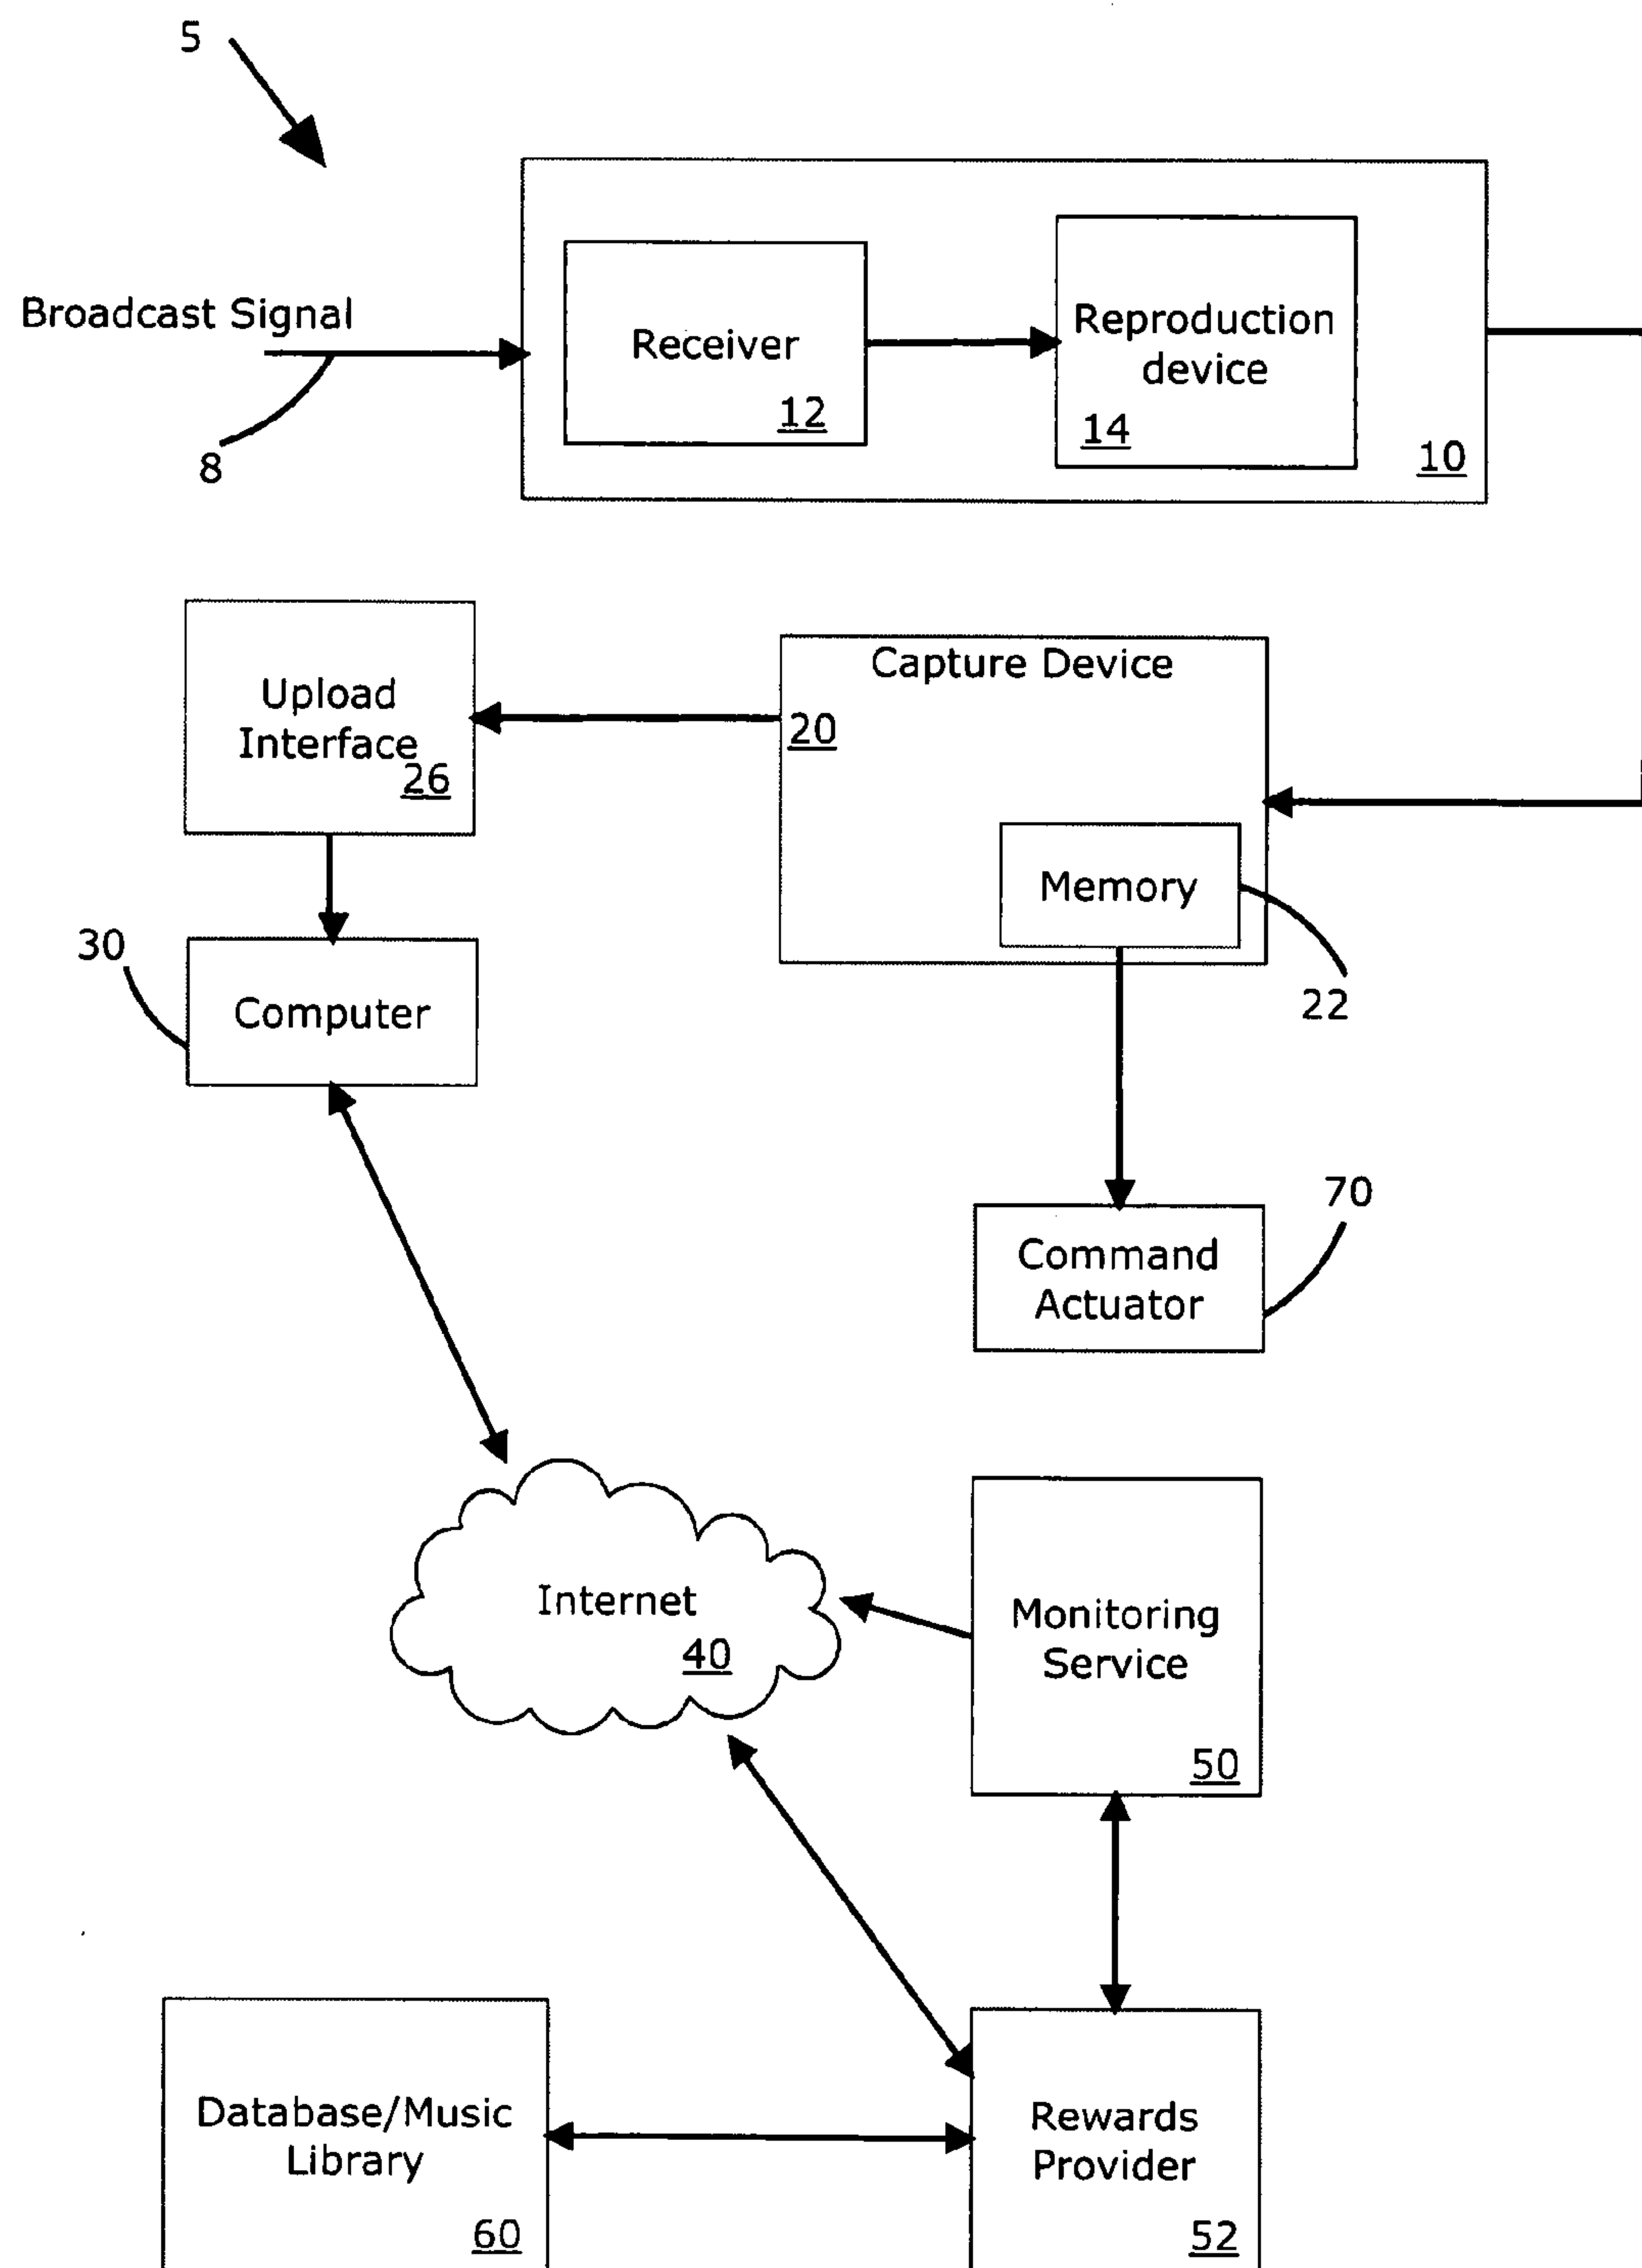 5
Broadcast Signal
8
Receiver
12
Reproduction
device
14
10
Upload
Interface
26
Capture Device
20
Memory
22
30
Computer
70
Command
Actuator
Internet
40
Monitoring
Service
50
Database/Music
Library
60
Rewards
Provider
52